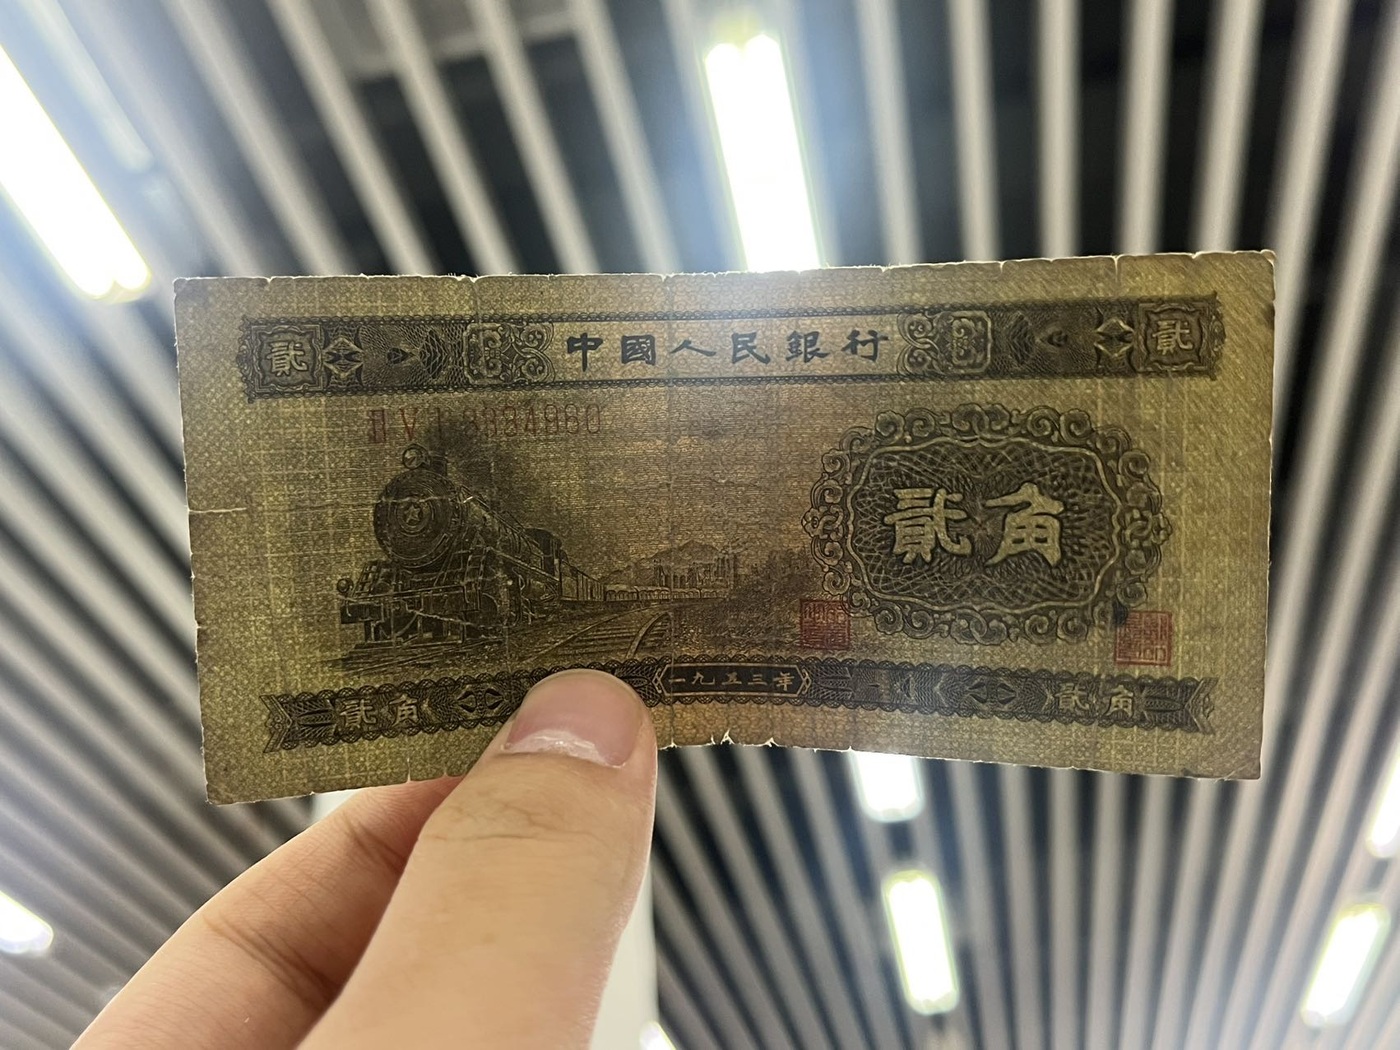 貳 中國人民銀行 貳
貳角
貳角 一九五三年 貳角